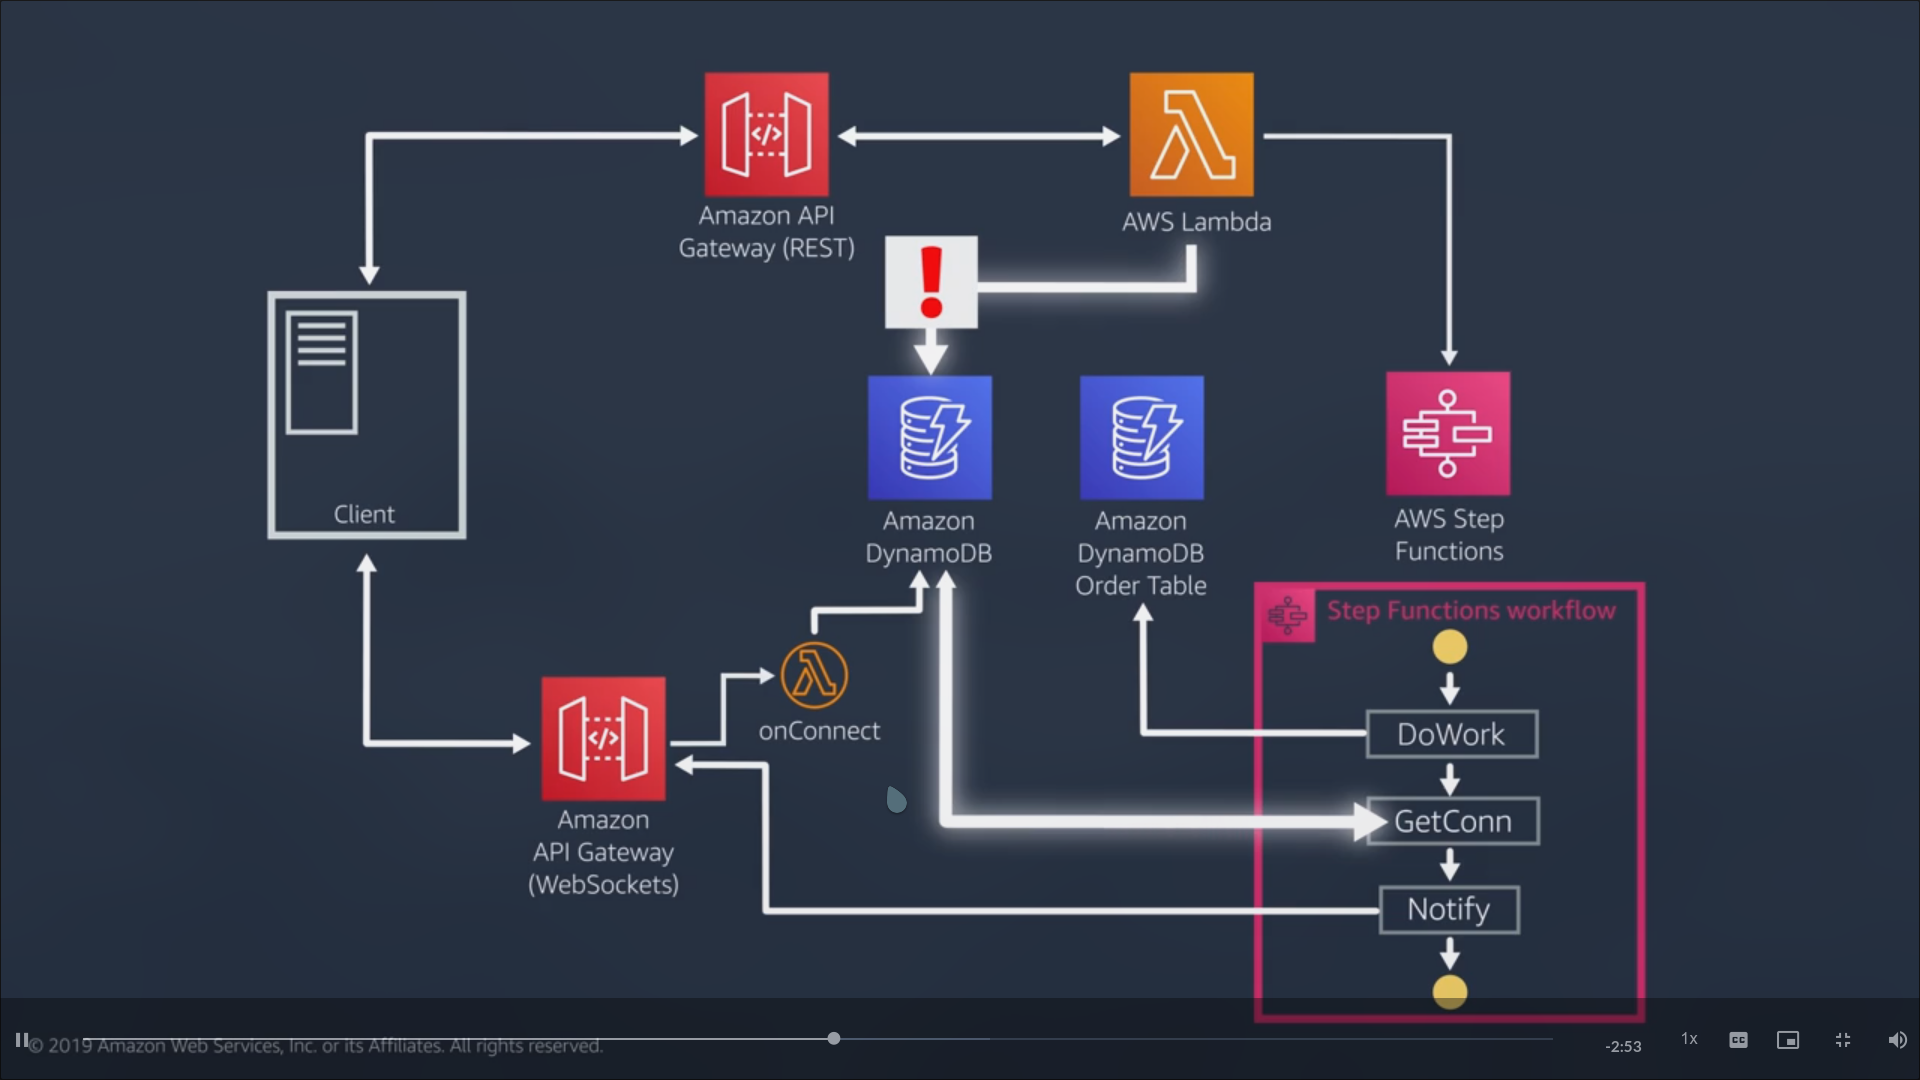 Amazon API
Gateway (REST)
AWS Lambda
Client
Amazon
DynamoDB
Amazon
DynamoDB
Order Table
AWS Step
Functions
Step Functions workflow
onConnect
DoWork
GetConn
Notify
Amazon
API Gateway
(WebSockets)
© 2019 Amazon Web Services, Inc. or its Affiliates. All rights reserved.
-2:53
1x
CC